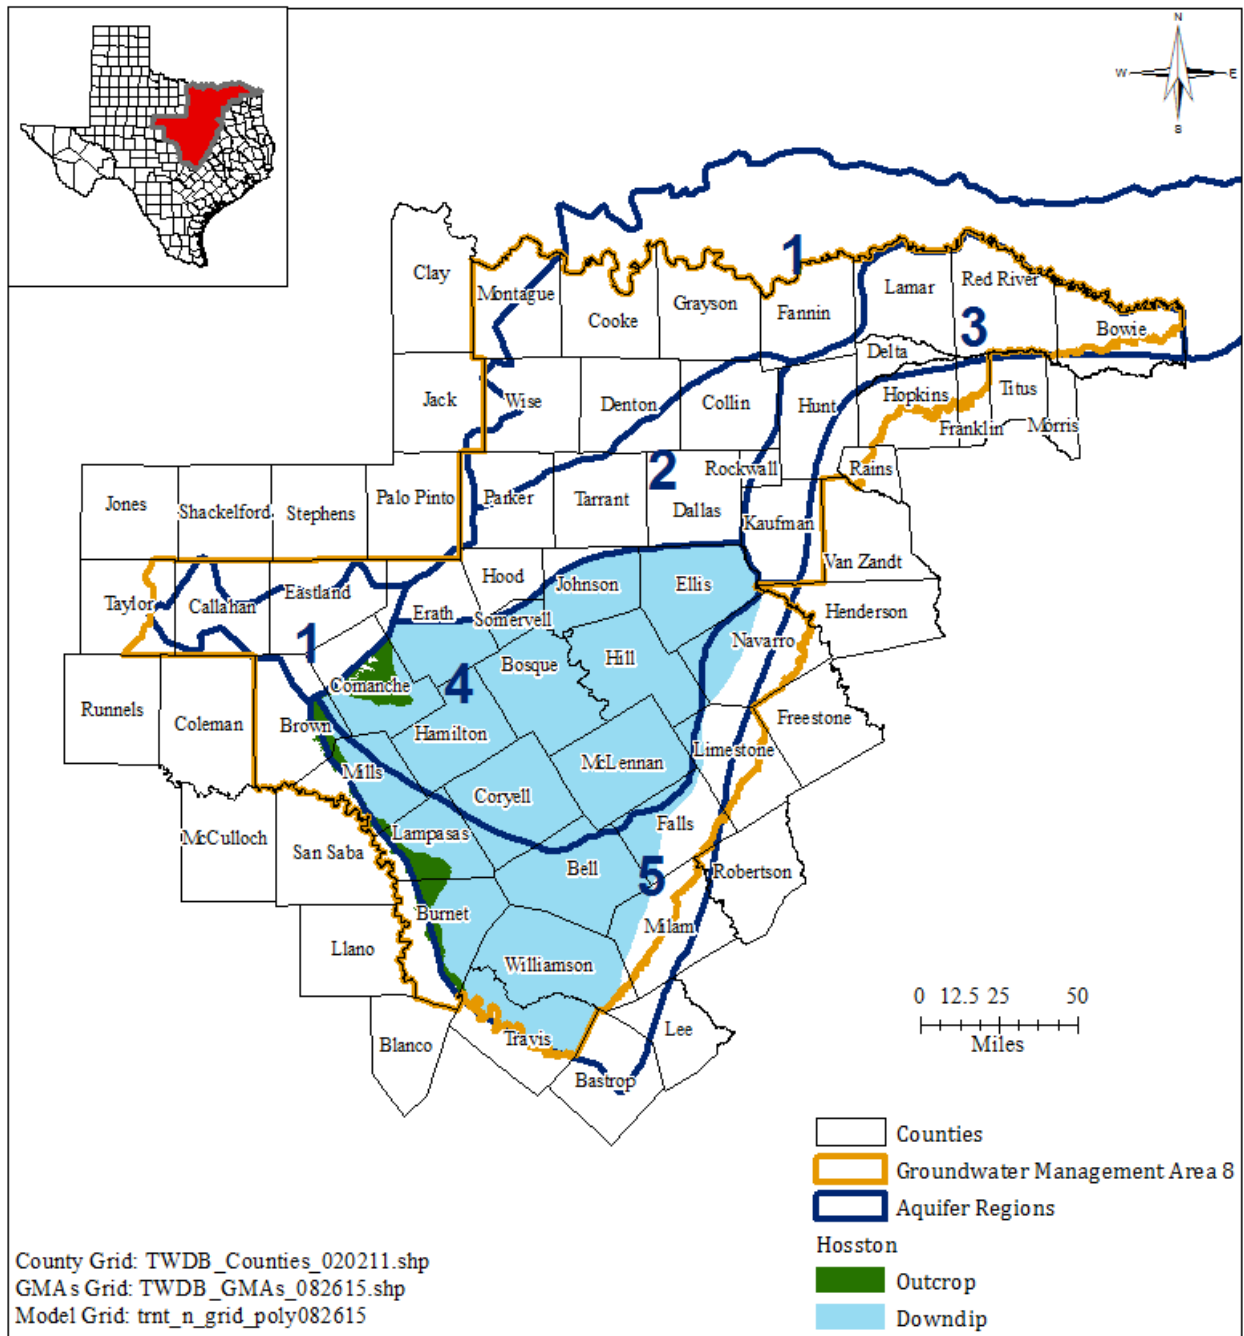 N
W E
S
1
Clay
Montague
Cooke
Grayson
Fannin
Lamar
Red River
3
Bowie
Delta
Jack
Wise
Denton
Collin
Hunt
Hopkins
Titus
Franklin
Morris
2
Rockwall
Rains
Jones
Shackelford
Stephens
Palo Pinto
Parker
Tarrant
Dallas
Kaufman
Van Zandt
Taylor
Callahan
Eastland
Hood
Johnson
Ellis
Erath
Somervell
Henderson
1
Navarro
Bosque
Hill
Comanche
4
Runnels
Coleman
Brown
Hamilton
Freestone
Limestone
Mills
McLennan
Coryell
McCulloch
San Saba
Lampasas
Falls
Bell
5
Robertson
Burnet
Milam
Llano
Williamson
Travis
Lee
Blanco
Bastrop
0 12.5 25 50
Miles
Counties
Groundwater Management Area 8
Aquifer Regions
Hosston
Outcrop
Downdip
County Grid: TWDB_Counties_020211.shp
GMAs Grid: TWDB_GMAs_082615.shp
Model Grid: trnt_n_grid_poly082615